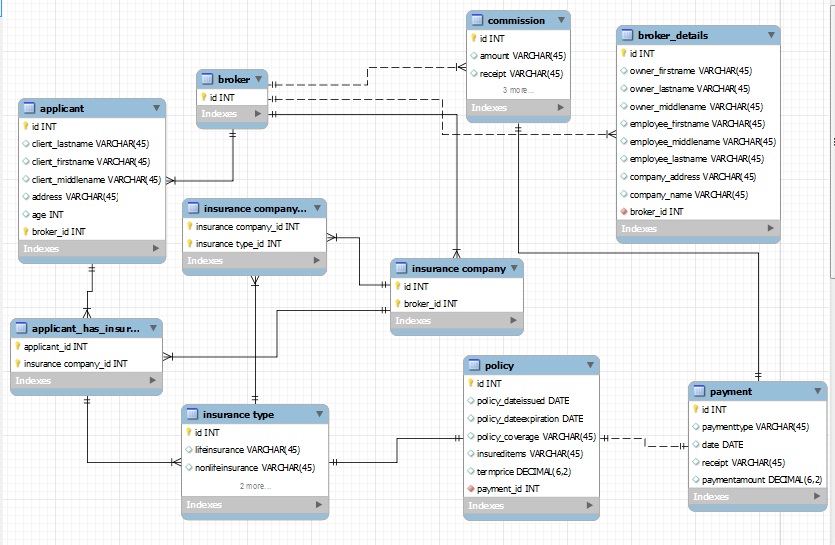 commission
id INT
amount VARCHAR(45)
receipt VARCHAR(45)
3 more...
Indexes
broker_details
id INT
owner_firstname VARCHAR(45)
owner_lastname VARCHAR(45)
owner_middlename VARCHAR(45)
employee_firstname VARCHAR(45)
employee_middlename VARCHAR(45)
employee_lastname VARCHAR(45)
company_address VARCHAR(45)
company_name VARCHAR(45)
broker_id INT
Indexes
broker
id INT
Indexes
applicant
id INT
client_lastname VARCHAR(45)
client_firstname VARCHAR(45)
client_middlename VARCHAR(45)
address VARCHAR(45)
age INT
broker_id INT
Indexes
insurance company...
insurance company_id INT
insurance type_id INT
Indexes
insurance company
id INT
broker_id INT
Indexes
applicant_has_insur...
applicant_id INT
insurance company_id INT
Indexes
insurance type
id INT
lifeinsurance VARCHAR(45)
nonlifeinsurance VARCHAR(45)
2 more...
Indexes
policy
id INT
policy_dateissued DATE
policy_dateexpiration DATE
policy_coverage VARCHAR(45)
insureditems VARCHAR(45)
termprice DECIMAL(6,2)
payment_id INT
Indexes
payment
id INT
paymenttype VARCHAR(45)
date DATE
receipt VARCHAR(45)
paymentamount DECIMAL(6,2)
Indexes